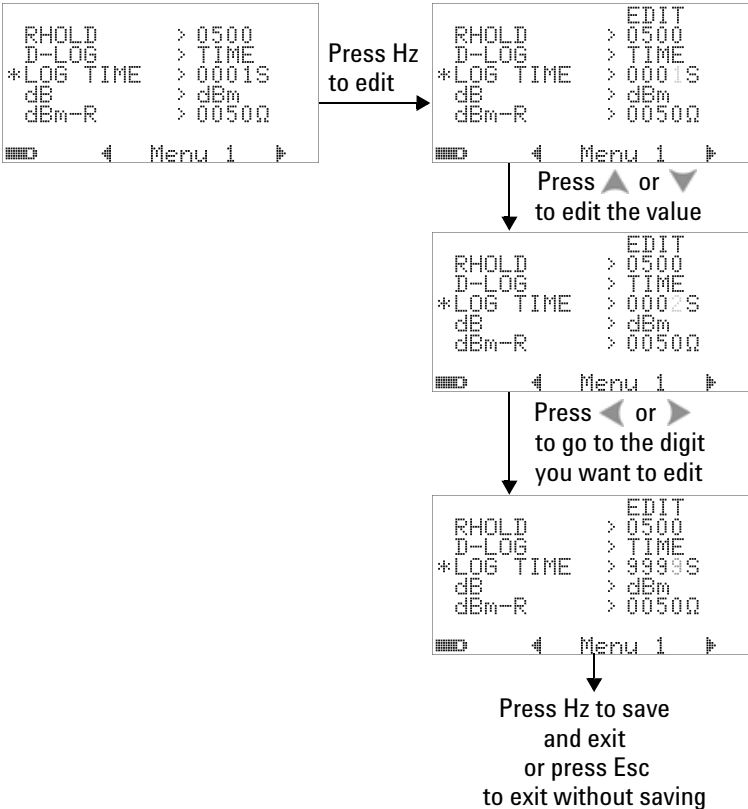 RHOLD > 0500
D-LOG > TIME
*LOG TIME > 0001S
dB > dBm
dBm-R > 0050Ω
Menu 1
Press Hz
to edit
EDIT
RHOLD > 0500
D-LOG > TIME
*LOG TIME > 0001S
dB > dBm
dBm-R > 0050Ω
Menu 1
Press ▲ or ▼
to edit the value
EDIT
RHOLD > 0500
D-LOG > TIME
*LOG TIME > 0002S
dB > dBm
dBm-R > 0050Ω
Menu 1
Press ◀ or ▶
to go to the digit
you want to edit
EDIT
RHOLD > 0500
D-LOG > TIME
*LOG TIME > 9999S
dB > dBm
dBm-R > 0050Ω
Menu 1
Press Hz to save
and exit
or press Esc
to exit without saving